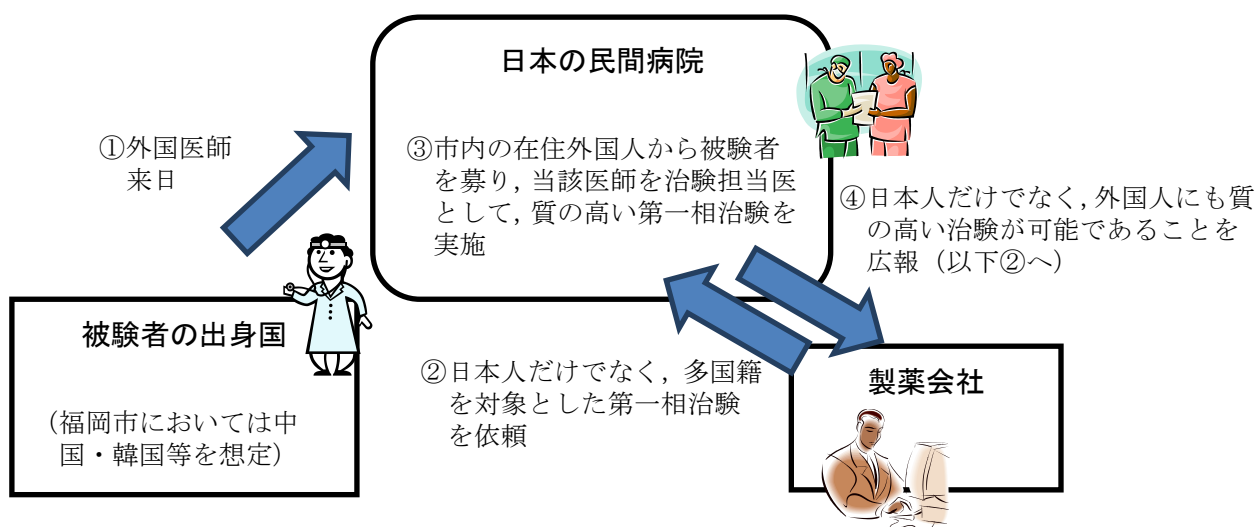 日本の民間病院
①外国医師
来日
③市内の在住外国人から被験者
を募り,当該医師を治験担当医
として,質の高い第一相治験を
実施
④日本人だけでなく,外国人にも質
の高い治験が可能であることを
広報（以下②へ）
被験者の出身国
（福岡市においては中
国・韓国等を想定）
②日本人だけでなく,多国籍
を対象とした第一相治験
を依頼
製薬会社